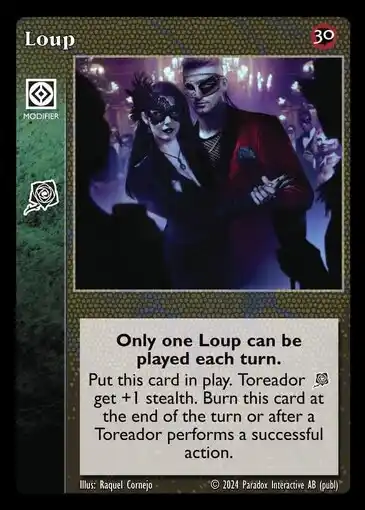 Loup
30
MODIFIER
Only one Loup can be
played each turn.
Put this card in play. Toreador
get +1 stealth. Burn this card at
the end of the turn or after a
Toreador performs a successful
action.
Illus: Raquel Cornejo
© 2024 Paradox Interactive AB (publ)